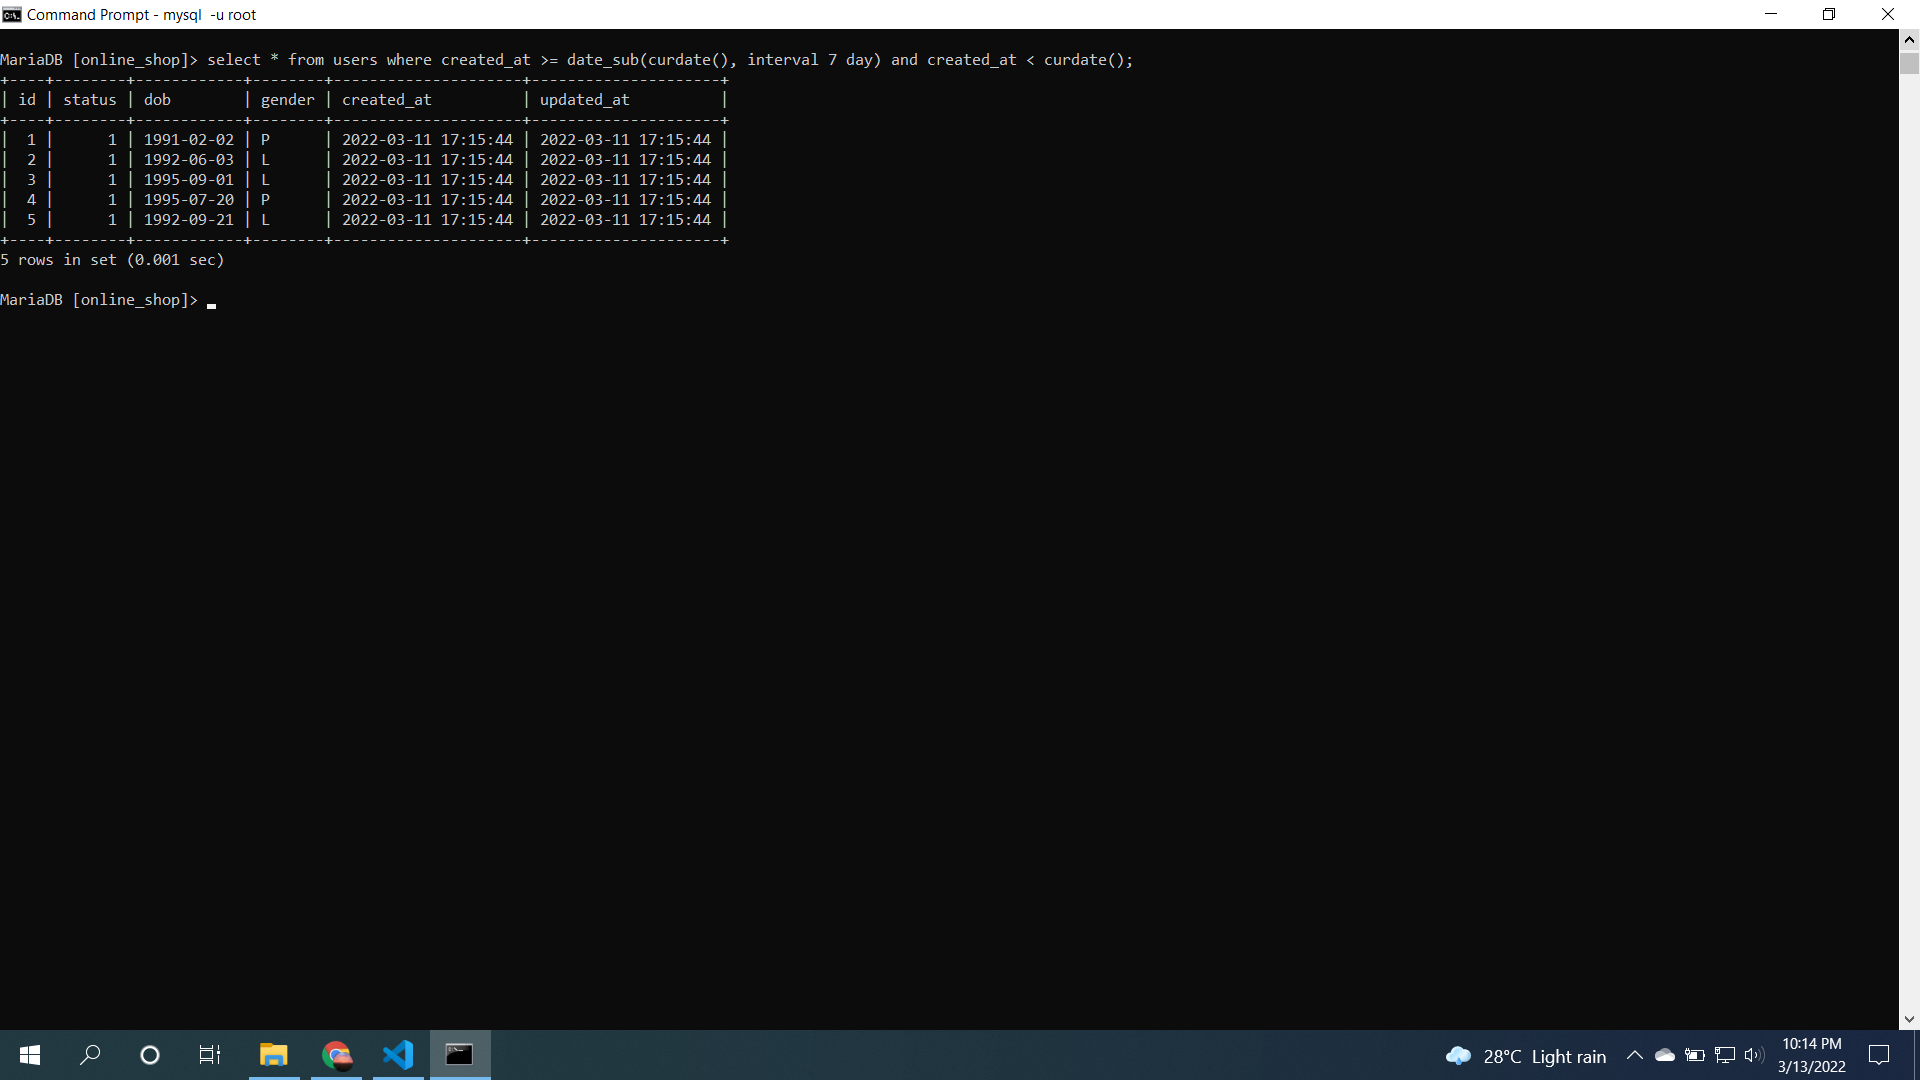 Command Prompt - mysql  -u root
MariaDB [online_shop]> select * from users where created_at >= date_sub(curdate(), interval 7 day) and created_at < curdate();
+----+--------+------------+--------+---------------------+---------------------+
| id | status | dob        | gender | created_at          | updated_at          |
+----+--------+------------+--------+---------------------+---------------------+
|  1 |      1 | 1991-02-02 | P      | 2022-03-11 17:15:44 | 2022-03-11 17:15:44 |
|  2 |      1 | 1992-06-03 | L      | 2022-03-11 17:15:44 | 2022-03-11 17:15:44 |
|  3 |      1 | 1995-09-01 | L      | 2022-03-11 17:15:44 | 2022-03-11 17:15:44 |
|  4 |      1 | 1995-07-20 | P      | 2022-03-11 17:15:44 | 2022-03-11 17:15:44 |
|  5 |      1 | 1992-09-21 | L      | 2022-03-11 17:15:44 | 2022-03-11 17:15:44 |
+----+--------+------------+--------+---------------------+---------------------+
5 rows in set (0.001 sec)
MariaDB [online_shop]>
28°C Light rain
10:14 PM
3/13/2022